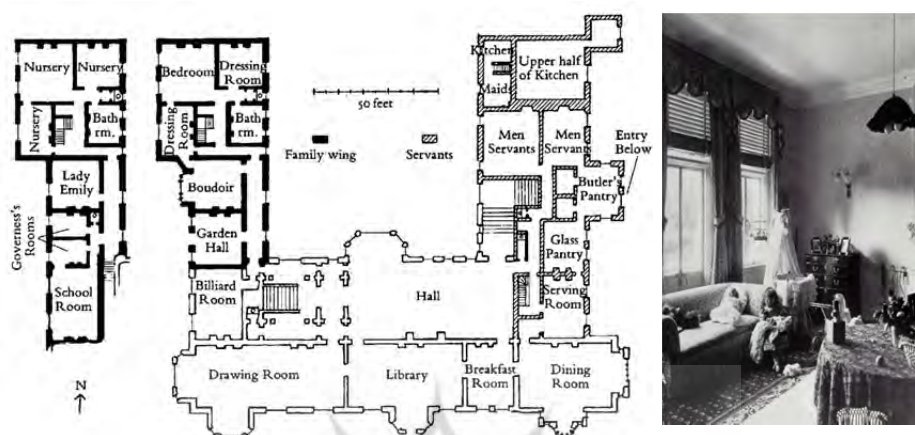 Nursery
Nursery
Nursery
Bath
rm.
Lady
Emily
Governess's
Rooms
School
Room
N
Bedroom
Dressing
Room
Dressing
Room
Bath
rm.
Boudoir
Garden
Hall
Billiard
Room
50 feet
Family wing
Servants
Kitchen
Maid
Upper half
of Kitchen
Men
Servants
Men
Servants
Entry
Below
Butler's
Pantry
Glass
Pantry
Serving
Room
Hall
Drawing Room
Library
Breakfast
Room
Dining
Room